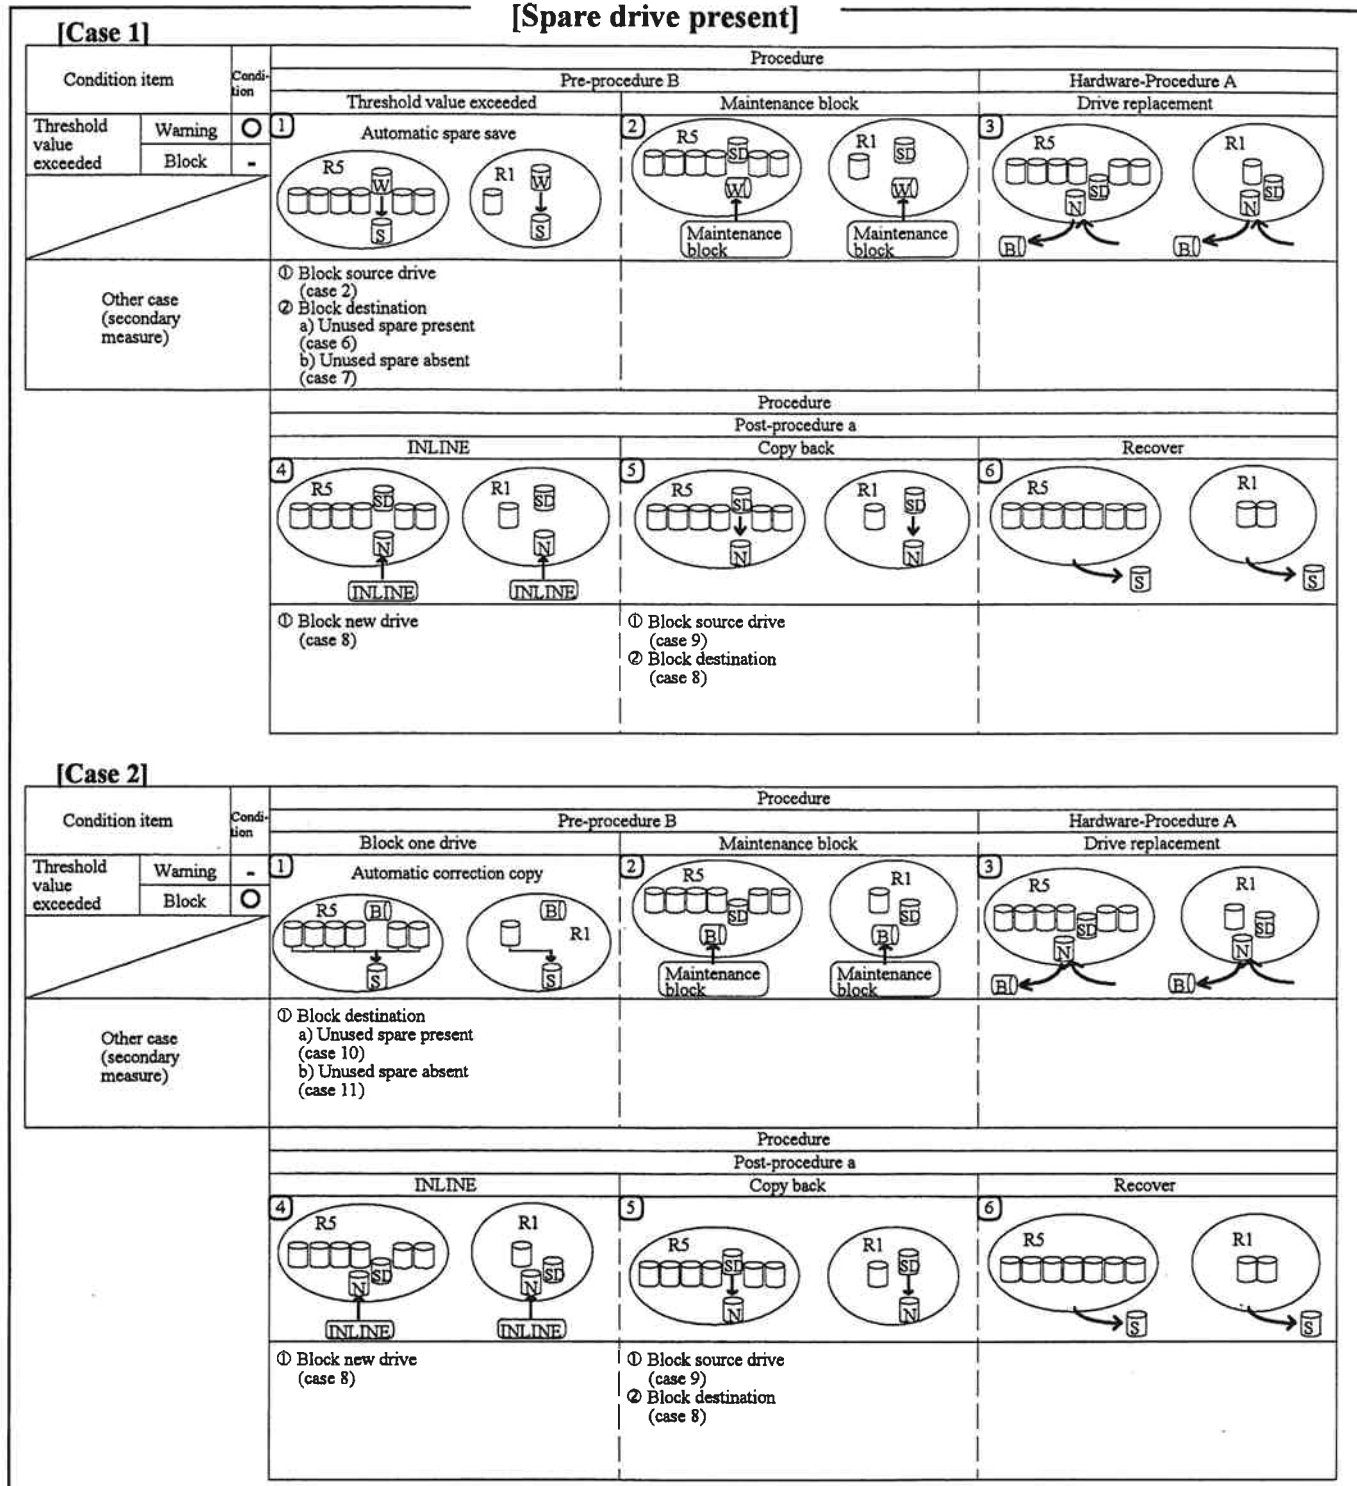 [Spare drive present]
[Case 1]
Condition item
Condi-
tion
Procedure
Pre-procedure B
Hardware-Procedure A
Threshold value exceeded
Maintenance block
Drive replacement
Threshold
value
exceeded
Warning
O
Block
-
1
Automatic spare save
R5
W
S
R1
W
S
2
R5
SD
W
Maintenance
block
R1
SD
W
Maintenance
block
3
R5
SD
N
B
R1
SD
N
B
Other case
(secondary
measure)
① Block source drive
(case 2)
② Block destination
a) Unused spare present
(case 6)
b) Unused spare absent
(case 7)
Procedure
Post-procedure a
INLINE
Copy back
Recover
4
R5
SD
N
INLINE
R1
SD
N
INLINE
5
R5
SD
N
R1
SD
N
6
R5
S
R1
S
① Block new drive
(case 8)
① Block source drive
(case 9)
② Block destination
(case 8)
[Case 2]
Condition item
Condi-
tion
Procedure
Pre-procedure B
Hardware-Procedure A
Block one drive
Maintenance block
Drive replacement
Threshold
value
exceeded
Warning
-
Block
O
1
Automatic correction copy
R5
B
S
B
R1
S
2
R5
SD
B
Maintenance
block
R1
SD
B
Maintenance
block
3
R5
SD
N
B
R1
SD
N
B
Other case
(secondary
measure)
① Block destination
a) Unused spare present
(case 10)
b) Unused spare absent
(case 11)
Procedure
Post-procedure a
INLINE
Copy back
Recover
4
R5
SD
N
INLINE
R1
SD
N
INLINE
5
R5
SD
N
R1
SD
N
6
R5
S
R1
S
① Block new drive
(case 8)
① Block source drive
(case 9)
② Block destination
(case 8)